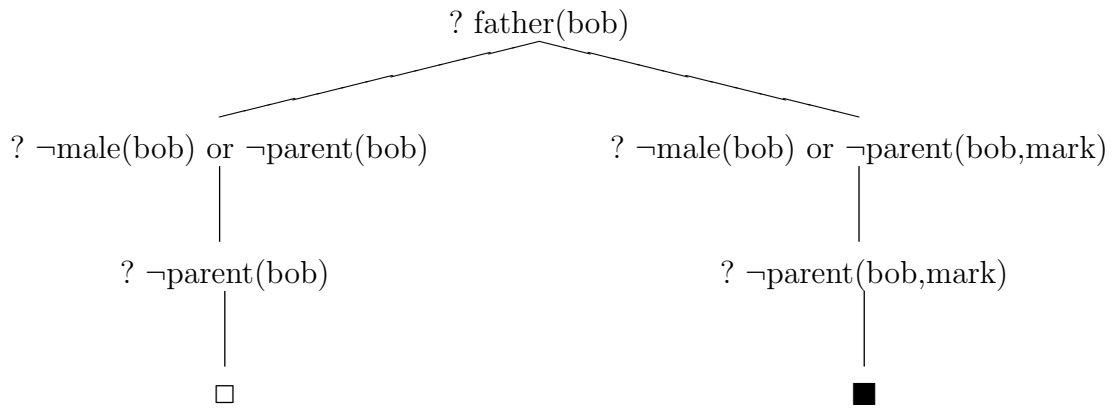 ? father(bob)
? ¬male(bob) or ¬parent(bob)
? ¬male(bob) or ¬parent(bob,mark)
? ¬parent(bob)
? ¬parent(bob,mark)
□
■